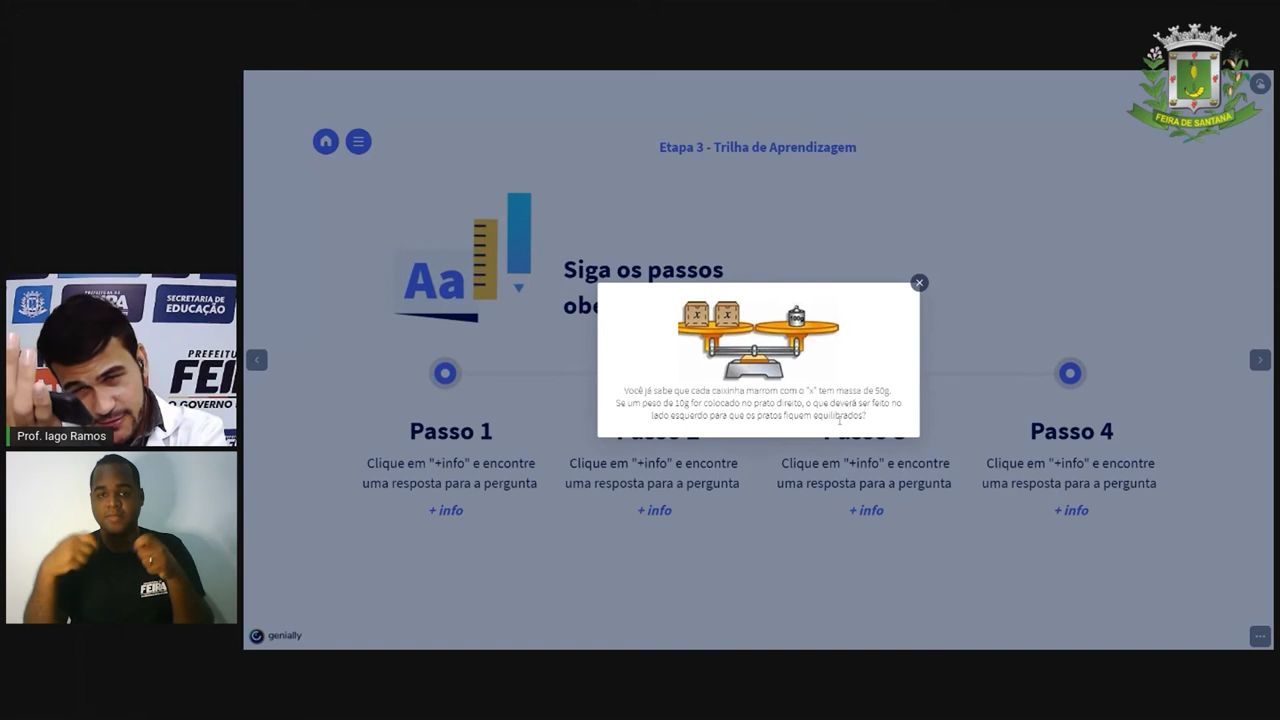 FEIRA DE SANTANA
Etapa 3 - Trilha de Aprendizagem
Aa
Siga os passos
obe
x x 100g
Você já sabe que cada caixinha marrom com o "x" tem massa de 50g.
Se um peso de 10g for colocado no prato direito, o que deverá ser feito no
lado esquerdo para que os pratos fiquem equilibrados?
Passo 1
Passo 4
Clique em "+info" e encontre
uma resposta para a pergunta
+ info
Clique em "+info" e encontre
uma resposta para a pergunta
+ info
Clique em "+info" e encontre
uma resposta para a pergunta
+ info
Clique em "+info" e encontre
uma resposta para a pergunta
+ info
genially
SECRETARIA DE
EDUCAÇÃO
PREFEITU
FEI
O GOVERNO
Prof. Iago Ramos
FEIRA